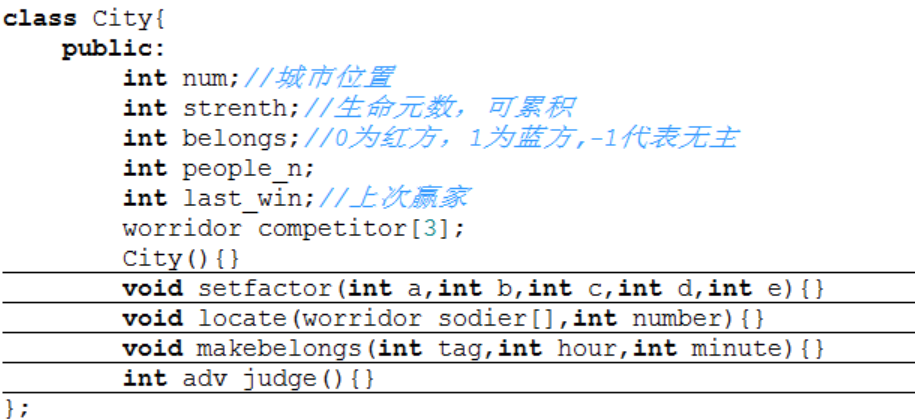 class City{
public:
int num;//城市位置
int strenth;//生命元数，可累积
int belongs;//0为红方，1为蓝方,-1代表无主
int people_n;
int last_win;//上次赢家
worridor competitor[3];
City(){}
void setfactor(int a,int b,int c,int d,int e){}
void locate(worridor sodier[],int number){}
void makebelongs(int tag,int hour,int minute){}
int adv_judge(){}
};